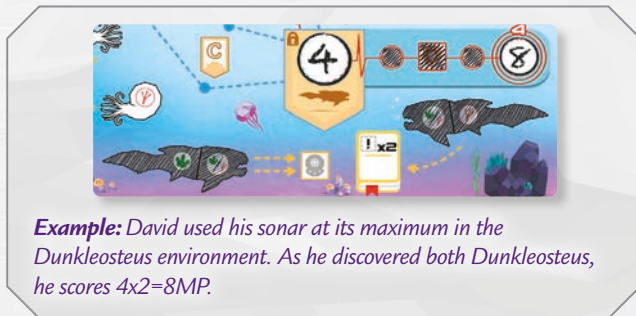 C
4
8
! x2
Example: David used his sonar at its maximum in the
Dunkleosteus environment. As he discovered both Dunkleosteus,
he scores 4x2=8MP.